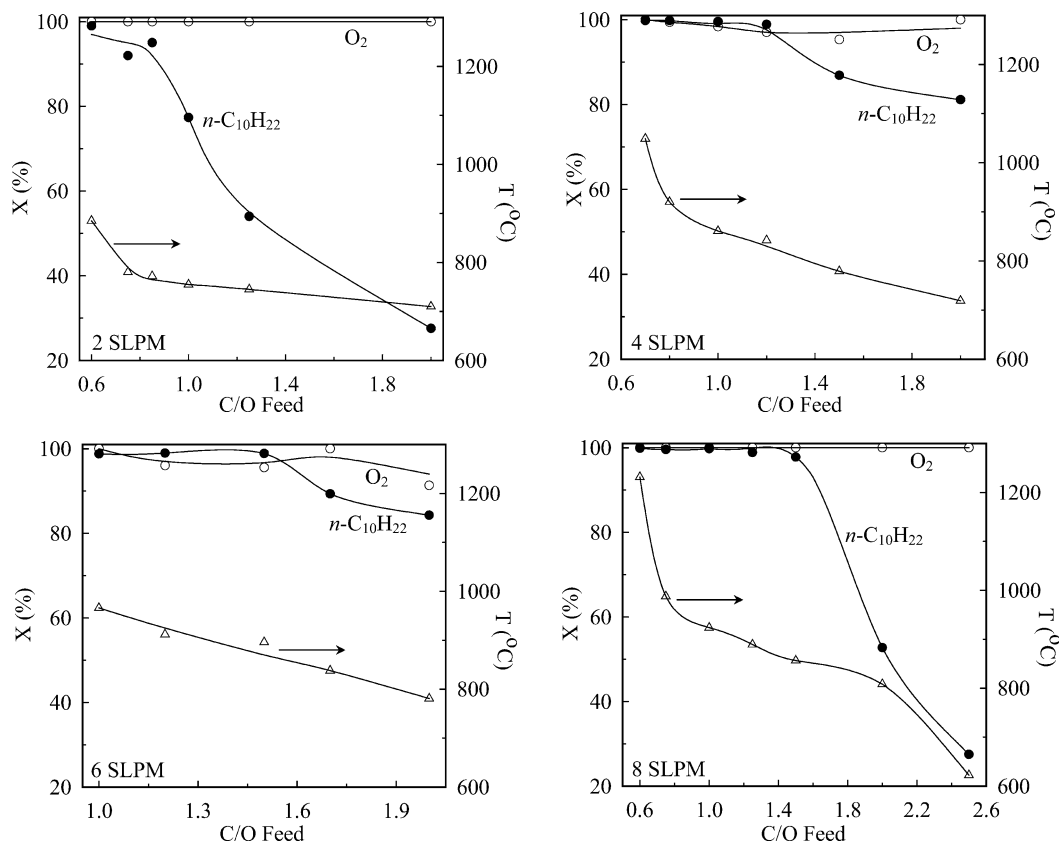 100
80
60
40
20
X (%)
O₂
n-C₁₀H₂₂
2 SLPM
1200
1000
800
600
T (°C)
0.6
1.0
1.4
1.8
C/O Feed
100
80
60
40
20
X (%)
O₂
n-C₁₀H₂₂
4 SLPM
1200
1000
800
600
T (°C)
0.6
1.0
1.4
1.8
C/O Feed
100
80
60
40
20
X (%)
O₂
n-C₁₀H₂₂
6 SLPM
1200
1000
800
600
T (°C)
1.0
1.3
1.6
1.9
C/O Feed
100
80
60
40
20
X (%)
O₂
n-C₁₀H₂₂
8 SLPM
1200
1000
800
600
T (°C)
0.6
1.0
1.4
1.8
2.2
2.6
C/O Feed